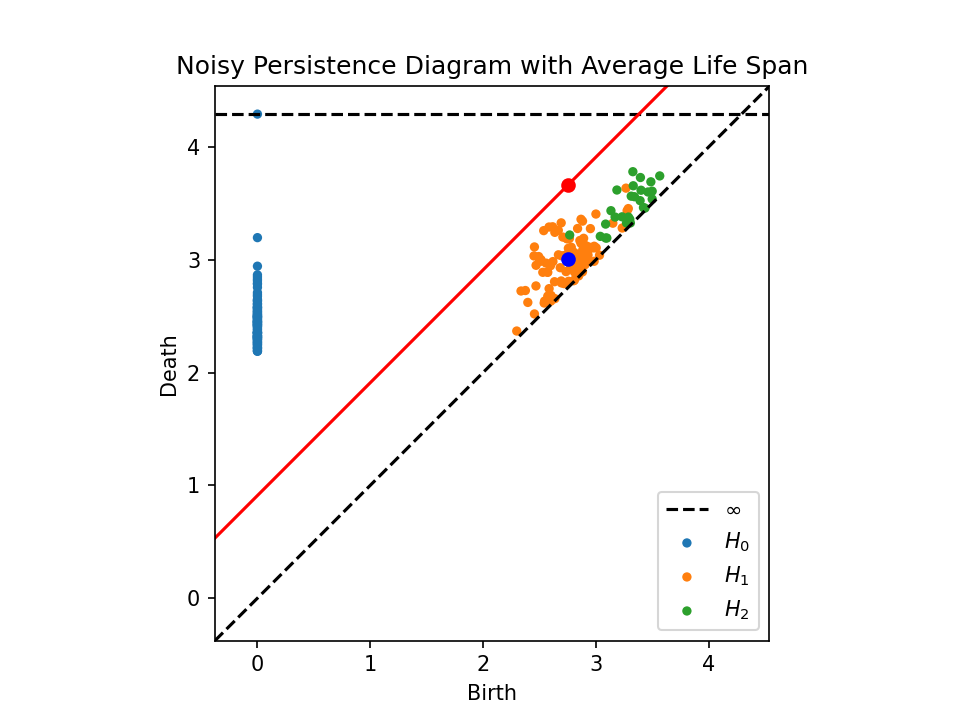 Noisy Persistence Diagram with Average Life Span
Death
4
3
2
1
0
0 1 2 3 4
Birth
∞
H₀
H₁
H₂